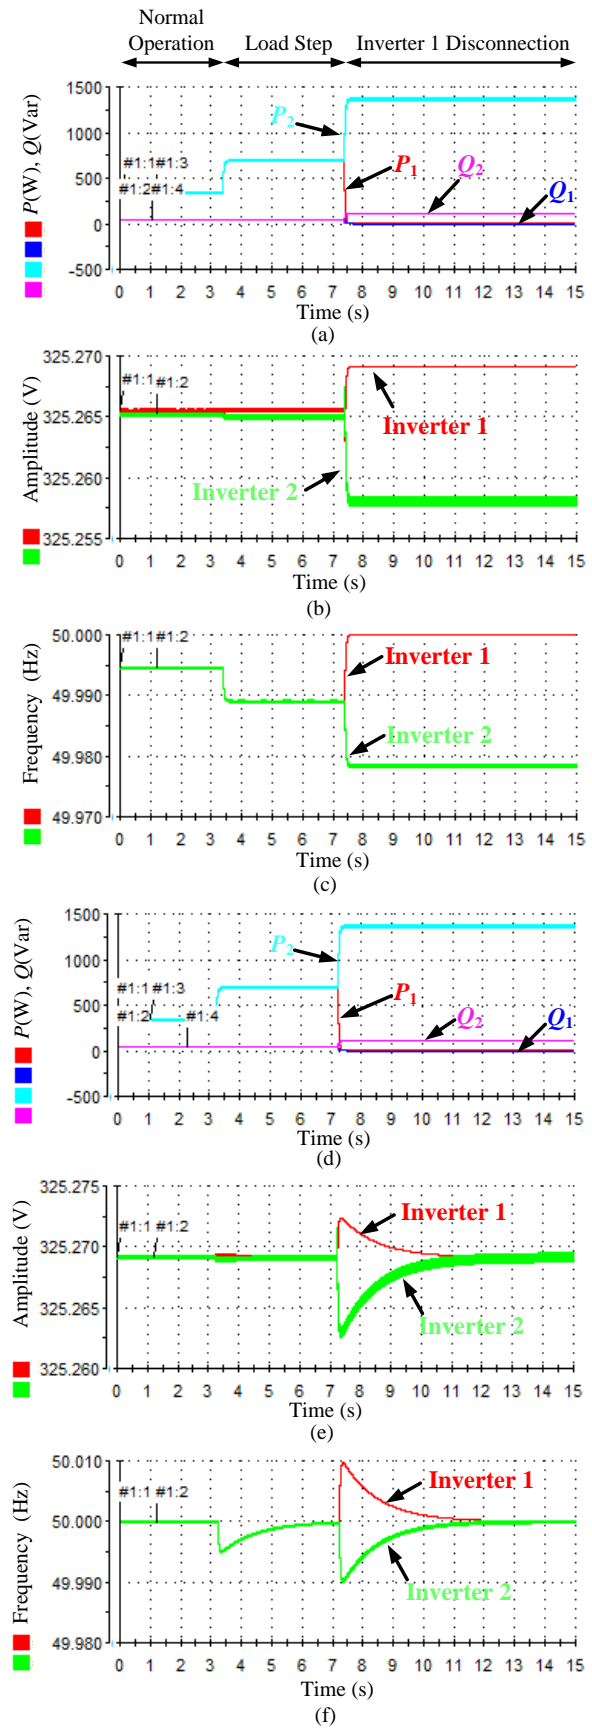 Normal
Operation
Load Step
Inverter 1 Disconnection
P(W), Q(Var)
1500
1000
500
0
-500
P2
P1
Q2
Q1
#1:1#1:3
#1:2#1:4
0 1 2 3 4 5 6 7 8 9 10 11 12 13 14 15
Time (s)
(a)
Amplitude (V)
325.270
325.265
325.260
325.255
#1:1#1:2
Inverter 1
Inverter 2
0 1 2 3 4 5 6 7 8 9 10 11 12 13 14 15
Time (s)
(b)
Frequency (Hz)
50.000
49.990
49.980
49.970
#1:1#1:2
Inverter 1
Inverter 2
0 1 2 3 4 5 6 7 8 9 10 11 12 13 14 15
Time (s)
(c)
P(W), Q(Var)
1500
1000
500
0
-500
P2
P1
Q2
Q1
#1:1 #1:3
#1:2 #1:4
0 1 2 3 4 5 6 7 8 9 10 11 12 13 14 15
Time (s)
(d)
Amplitude (V)
325.275
325.270
325.265
325.260
#1:1 #1:2
Inverter 1
Inverter 2
0 1 2 3 4 5 6 7 8 9 10 11 12 13 14 15
Time (s)
(e)
Frequency (Hz)
50.010
50.000
49.990
49.980
#1:1 #1:2
Inverter 1
Inverter 2
0 1 2 3 4 5 6 7 8 9 10 11 12 13 14 15
Time (s)
(f)